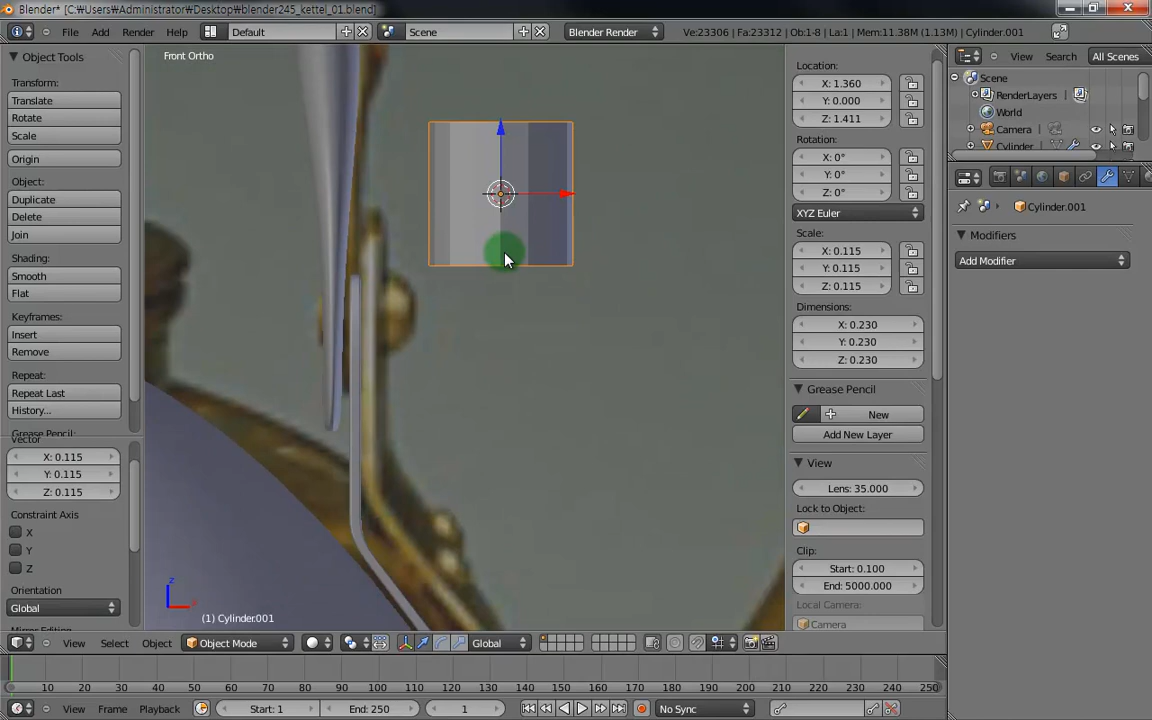 Blender* [C:₩Users₩Administrator₩Desktop₩blender245_kettel_01.blend]
File Add Render Help Default Scene Blender Render Ve:23306 | Fa:23312 | Ob:1-8 | La:1 | Mem:11.38M (1.13M) | Cylinder.001
Object Tools
Transform:
Translate
Rotate
Scale
Origin
Object:
Duplicate
Delete
Join
Shading:
Smooth
Flat
Keyframes:
Insert
Remove
Repeat:
Repeat Last
History...
Grease Pencil:
Vector
X: 0.115
Y: 0.115
Z: 0.115
Constraint Axis
X
Y
Z
Orientation
Global
Front Ortho
z
(1) Cylinder.001
View Select Object Object Mode Global
Location:
X: 1.360
Y: 0.000
Z: 1.411
Rotation:
X: 0°
Y: 0°
Z: 0°
XYZ Euler
Scale:
X: 0.115
Y: 0.115
Z: 0.115
Dimensions:
X: 0.230
Y: 0.230
Z: 0.230
Grease Pencil
New
Add New Layer
View
Lens: 35.000
Lock to Object:
Clip:
Start: 0.100
End: 5000.000
Local Camera:
Camera
View Search All Scenes
Scene
RenderLayers
World
Camera
Cylinder
Cylinder.001
Modifiers
Add Modifier
0 10 20 30 40 50 60 70 80 90 100 110 120 130 140 150 160 170 180 190 200 210 220 230 240 250
View Frame Playback Start: 1 End: 250 1 No Sync